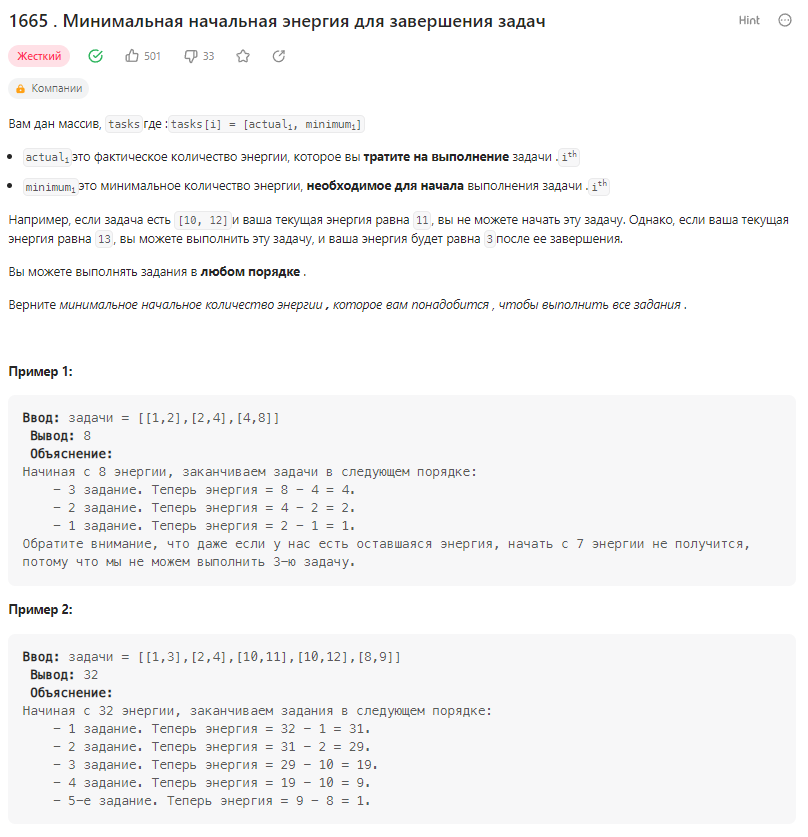 1665 . Минимальная начальная энергия для завершения задач
Hint
Жесткий 501 33
Компании
Вам дан массив, tasks где : tasks[i] = [actualᵢ, minimumᵢ]
• actualᵢ это фактическое количество энергии, которое вы тратите на выполнение задачи . iᵗʰ
• minimumᵢ это минимальное количество энергии, необходимое для начала выполнения задачи . iᵗʰ
Например, если задача есть [10, 12] и ваша текущая энергия равна 11 , вы не можете начать эту задачу. Однако, если ваша текущая
энергия равна 13 , вы можете выполнить эту задачу, и ваша энергия будет равна 3 после ее завершения.
Вы можете выполнять задания в любом порядке .
Верните минимальное начальное количество энергии , которое вам понадобится , чтобы выполнить все задания .
Пример 1:
Ввод: задачи = [[1,2],[2,4],[4,8]]
Вывод: 8
Объяснение:
Начиная с 8 энергии, заканчиваем задачи в следующем порядке:
- 3 задание. Теперь энергия = 8 - 4 = 4.
- 2 задание. Теперь энергия = 4 - 2 = 2.
- 1 задание. Теперь энергия = 2 - 1 = 1.
Обратите внимание, что даже если у нас есть оставшаяся энергия, начать с 7 энергии не получится,
потому что мы не можем выполнить 3-ю задачу.
Пример 2:
Ввод: задачи = [[1,3],[2,4],[10,11],[10,12],[8,9]]
Вывод: 32
Объяснение:
Начиная с 32 энергии, заканчиваем задания в следующем порядке:
- 1 задание. Теперь энергия = 32 - 1 = 31.
- 2 задание. Теперь энергия = 31 - 2 = 29.
- 3 задание. Теперь энергия = 29 - 10 = 19.
- 4 задание. Теперь энергия = 19 - 10 = 9.
- 5-е задание. Теперь энергия = 9 - 8 = 1.